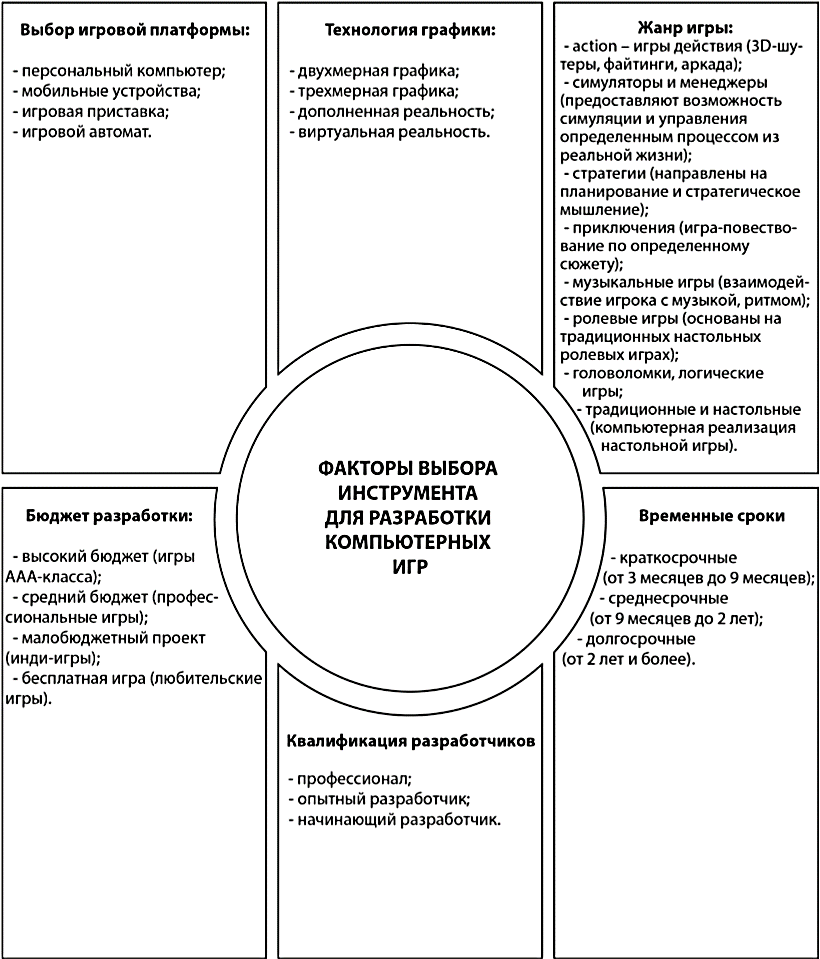 Выбор игровой платформы:
- персональный компьютер;
- мобильные устройства;
- игровая приставка;
- игровой автомат.
Технология графики:
- двухмерная графика;
- трехмерная графика;
- дополненная реальность;
- виртуальная реальность.
Жанр игры:
- action – игры действия (3D-шу-
теры, файтинги, аркада);
- симуляторы и менеджеры
(предоставляют возможность
симуляции и управления
определенным процессом из
реальной жизни);
- стратегии (направлены на
планирование и стратегическое
мышление);
- приключения (игра-повество-
вание по определенному
сюжету);
- музыкальные игры (взаимодей-
ствие игрока с музыкой, ритмом);
- ролевые игры (основаны на
традиционных настольных
ролевых играх);
- головоломки, логические
игры;
- традиционные и настольные
(компьютерная реализация
настольной игры).
ФАКТОРЫ ВЫБОРА
ИНСТРУМЕНТА
ДЛЯ РАЗРАБОТКИ
КОМПЬЮТЕРНЫХ
ИГР
Бюджет разработки:
- высокий бюджет (игры
ААА-класса);
- средний бюджет (профес-
сиональные игры);
- малобюджетный проект
(инди-игры);
- бесплатная игра (любительские
игры).
Квалификация разработчиков
- профессионал;
- опытный разработчик;
- начинающий разработчик.
Временные сроки
- краткосрочные
(от 3 месяцев до 9 месяцев);
- среднесрочные
(от 9 месяцев до 2 лет);
- долгосрочные
(от 2 лет и более).